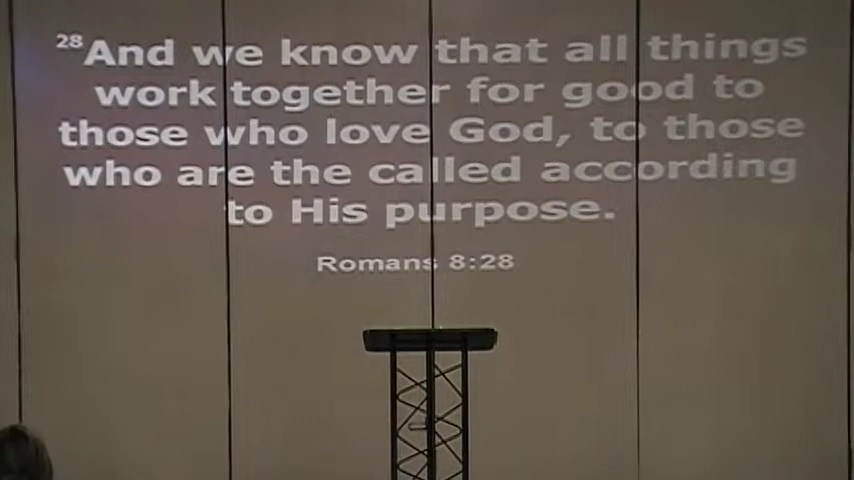 28And we know that all things
work together for good to
those who love God, to those
who are the called according
to His purpose.
Romans 8:28